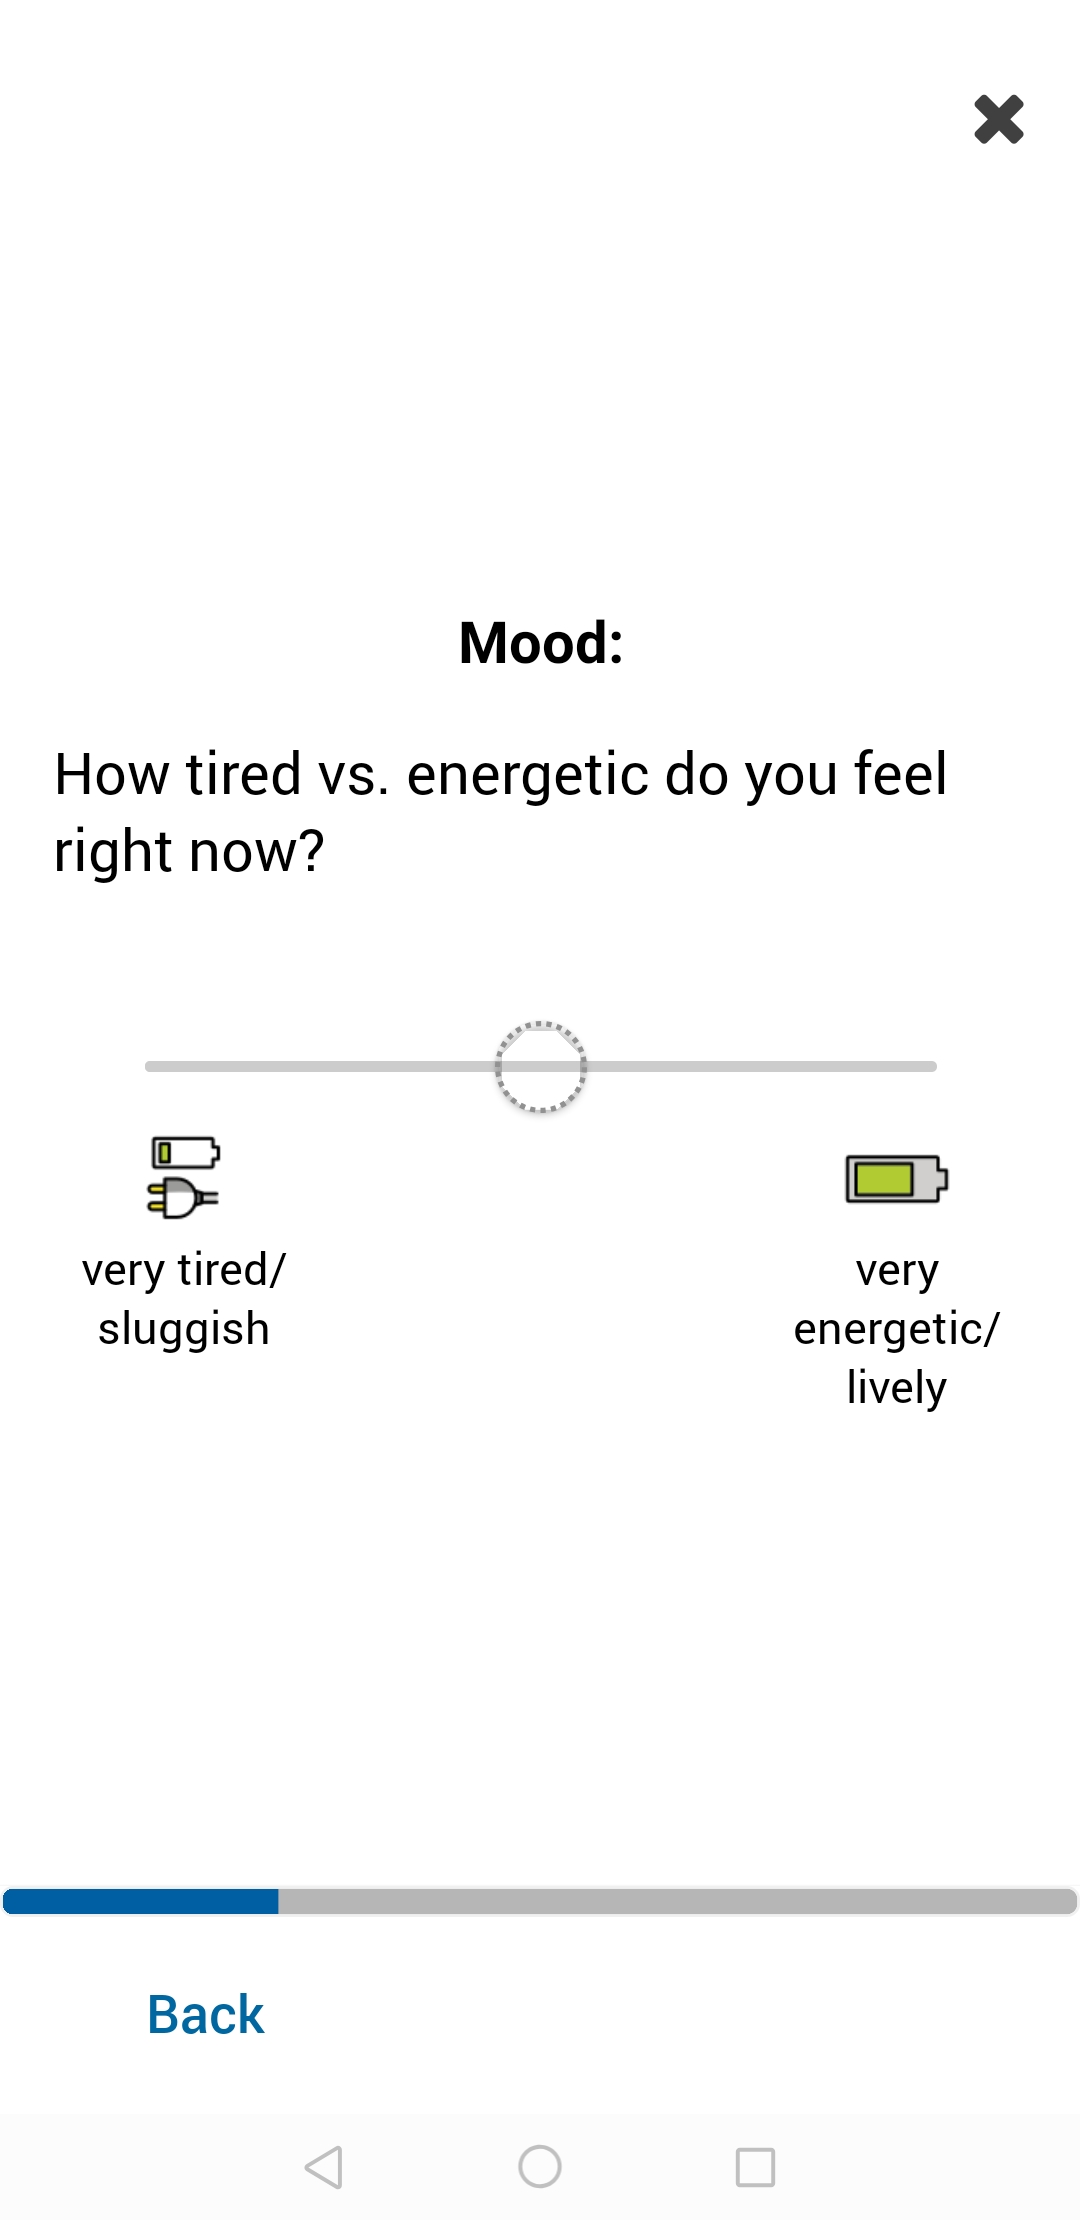 Mood:
How tired vs. energetic do you feel
right now?
very tired/
sluggish
very
energetic/
lively
Back